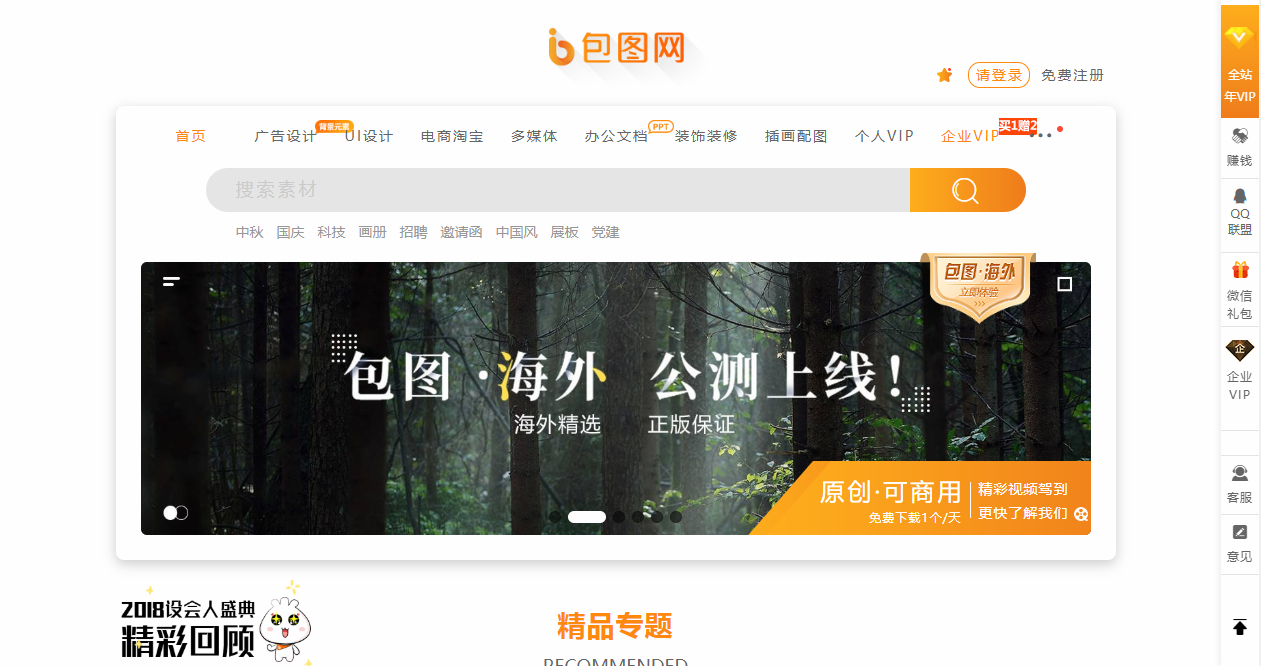 包图网
请登录 免费注册
首页 广告设计 背景元素 UI设计 电商淘宝 多媒体 办公文档 PPT 装饰装修 插画配图 个人VIP 企业VIP 买1赠2
搜索素材
中秋 国庆 科技 画册 招聘 邀请函 中国风 展板 党建
包图·海外
立即体验
包图·海外 公测上线!
海外精选 正版保证
原创·可商用
免费下载1个/天
精彩视频驾到
更快了解我们
2018设会人盛典
精彩回顾
精品专题
RECOMMENDED
全站
年VIP
赚钱
QQ
联盟
微信
礼包
企
企业
VIP
客服
意见